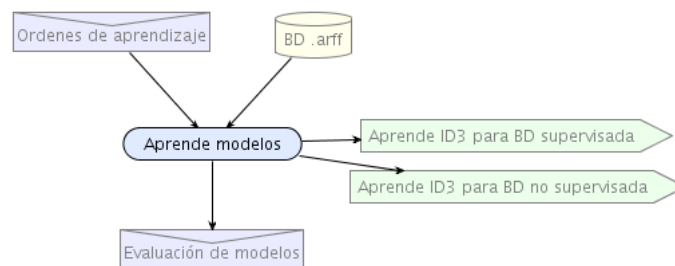 Ordenes de aprendizaje
BD .arff
Aprende modelos
Aprende ID3 para BD supervisada
Aprende ID3 para BD no supervisada
Evaluación de modelos